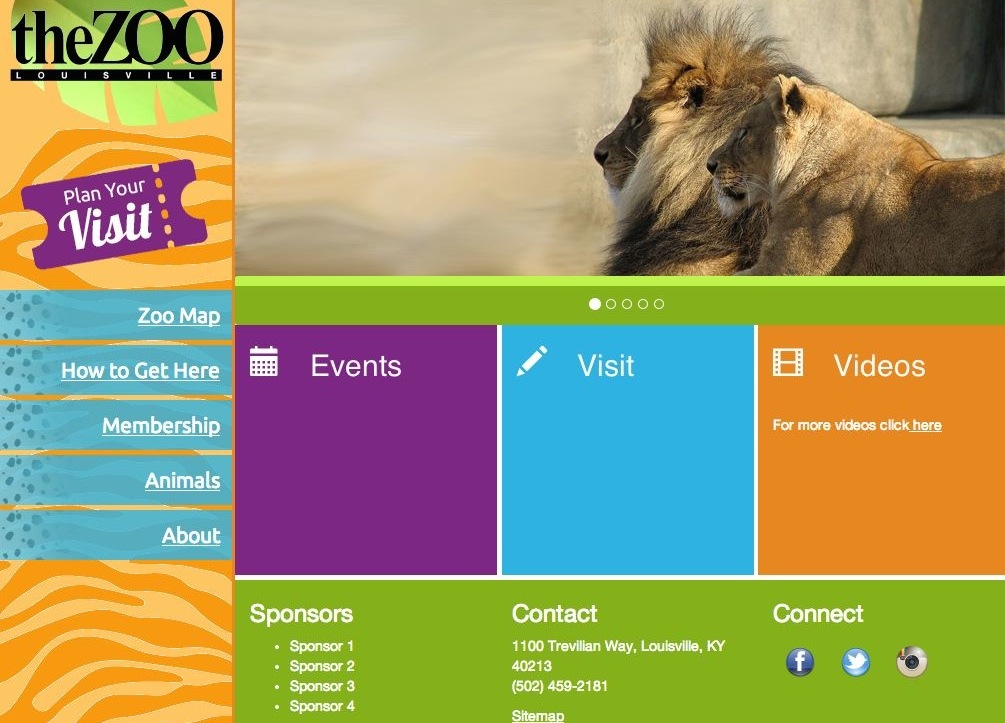 theZOO
LOUISVILLE
Plan Your
Visit
Zoo Map
How to Get Here
Membership
Animals
About
Events
Visit
Videos
For more videos click here
Sponsors
Sponsor 1
Sponsor 2
Sponsor 3
Sponsor 4
Contact
1100 Trevilian Way, Louisville, KY
40213
(502) 459-2181
Sitemap
Connect